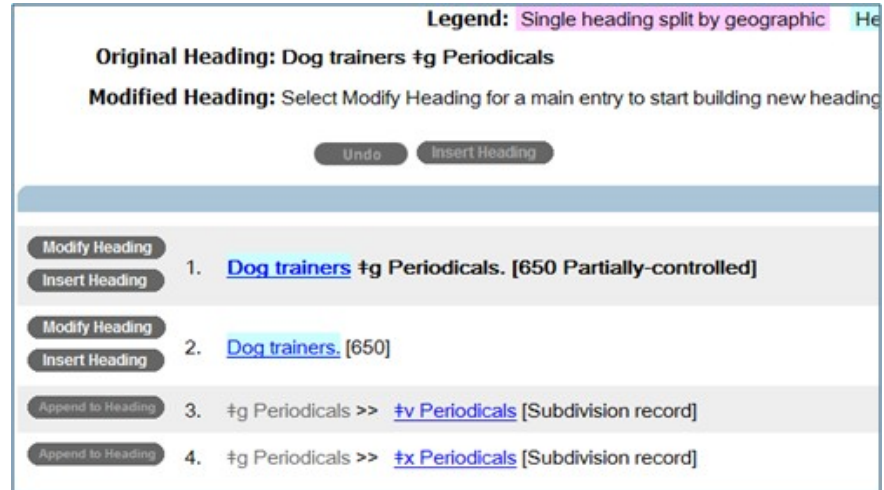 Legend: Single heading split by geographic He
Original Heading: Dog trainers ‡g Periodicals
Modified Heading: Select Modify Heading for a main entry to start building new heading
Undo Insert Heading
Modify Heading
Insert Heading
1. Dog trainers ‡g Periodicals. [650 Partially-controlled]
Modify Heading
Insert Heading
2. Dog trainers. [650]
Append to Heading 3. ‡g Periodicals >> ‡v Periodicals [Subdivision record]
Append to Heading 4. ‡g Periodicals >> ‡x Periodicals [Subdivision record]